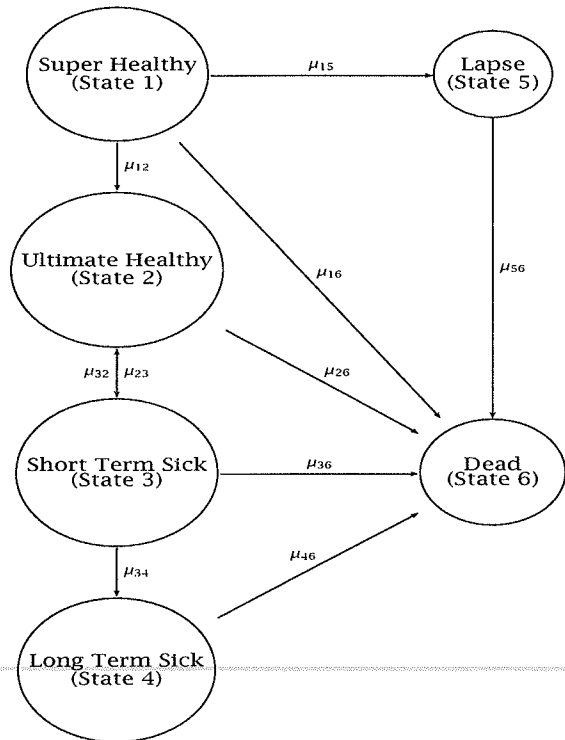 Super Healthy
(State 1)
μ15
Lapse
(State 5)
μ12
Ultimate Healthy
(State 2)
μ16
μ56
μ32
μ23
μ26
Short Term Sick
(State 3)
μ36
Dead
(State 6)
μ34
μ46
Long Term Sick
(State 4)